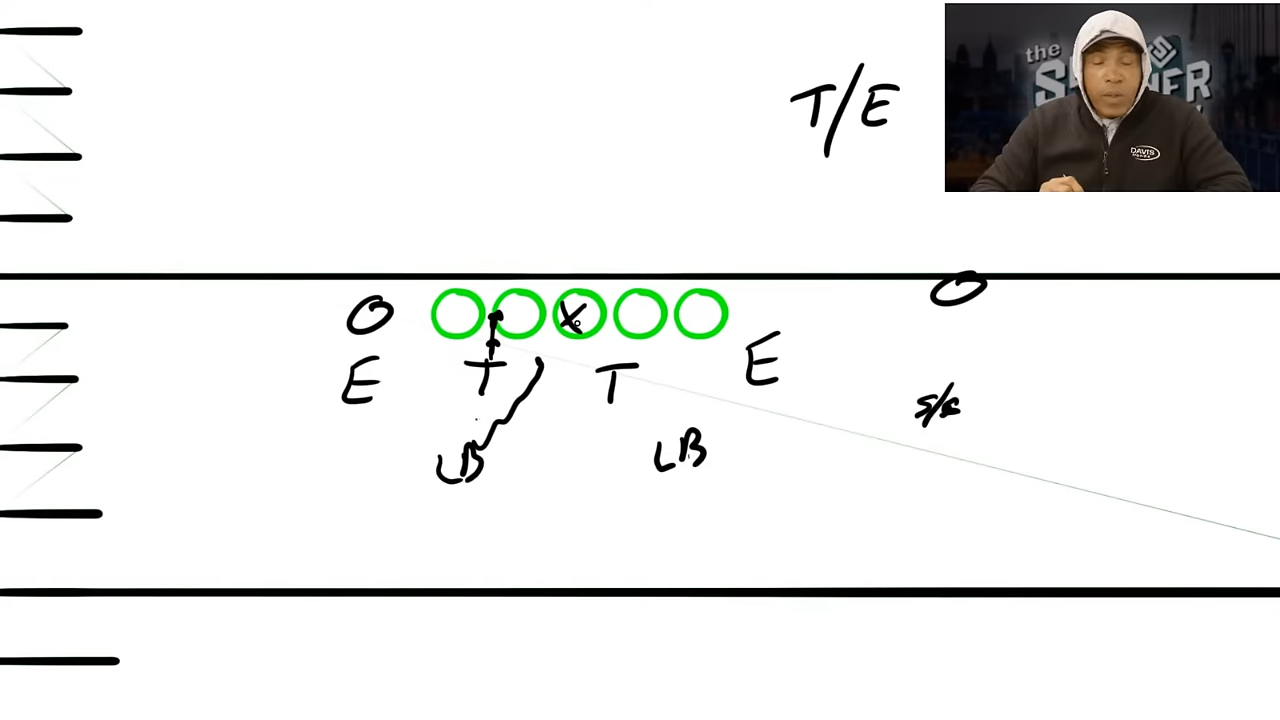 T/E
the
DAVIS
O O
X
E T T E
S/S
LB LB